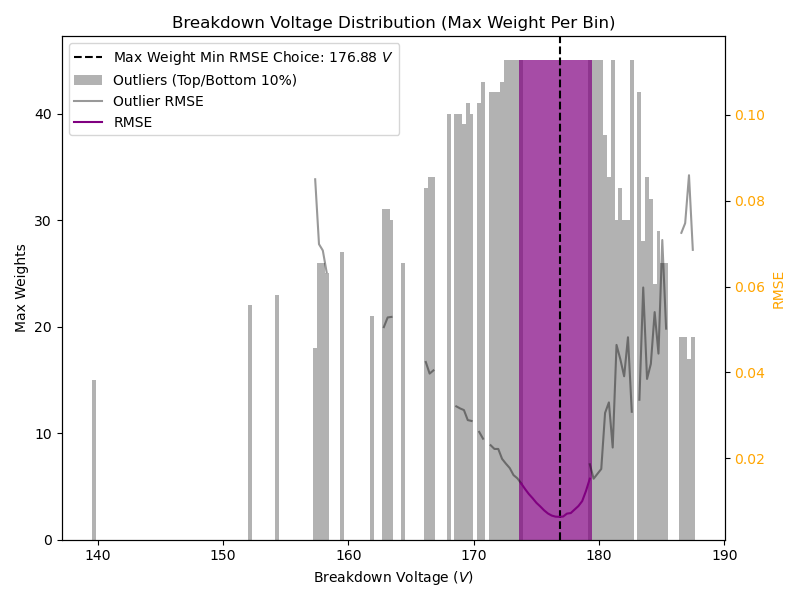 Breakdown Voltage Distribution (Max Weight Per Bin)
Max Weight Min RMSE Choice: 176.88 V
Outliers (Top/Bottom 10%)
Outlier RMSE
RMSE
Max Weights
40
30
20
10
0
0.10
0.08
0.06
0.04
0.02
RMSE
140 150 160 170 180 190
Breakdown Voltage (V)